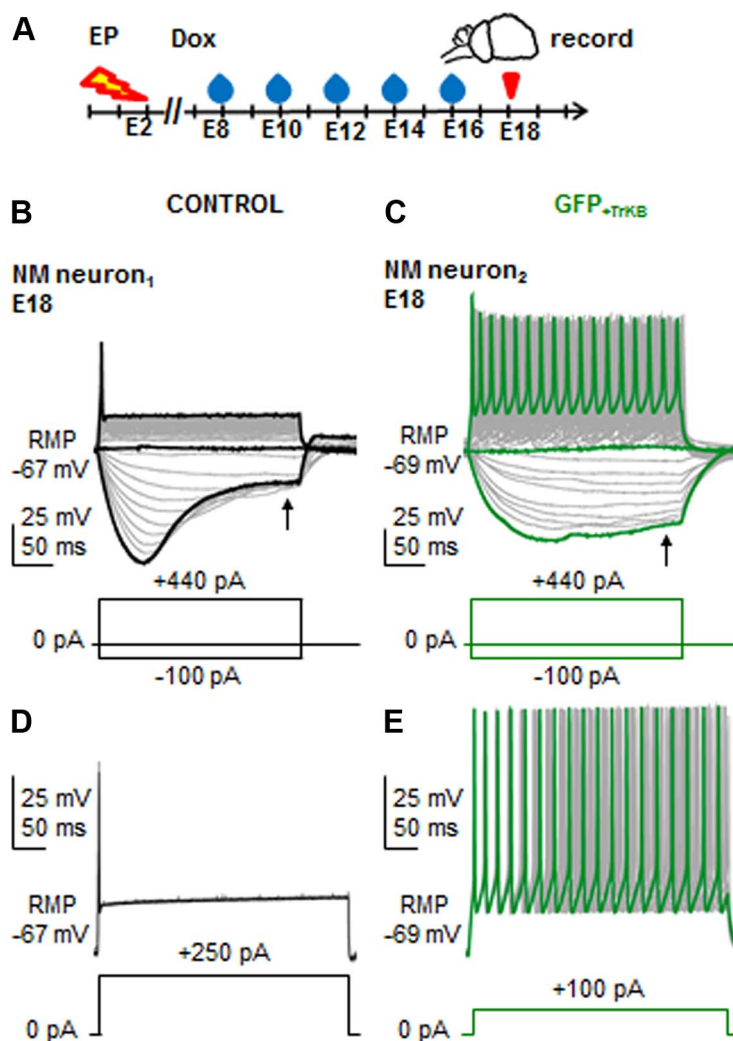 A
EP Dox record
E2 E8 E10 E12 E14 E16 E18
B CONTROL
NM neuron1
E18
RMP
-67 mV
25 mV
50 ms
+440 pA
0 pA
-100 pA
C GFP+TrKB
NM neuron2
E18
RMP
-69 mV
25 mV
50 ms
+440 pA
0 pA
-100 pA
D
25 mV
50 ms
RMP
-67 mV
+250 pA
0 pA
E
25 mV
50 ms
RMP
-69 mV
+100 pA
0 pA